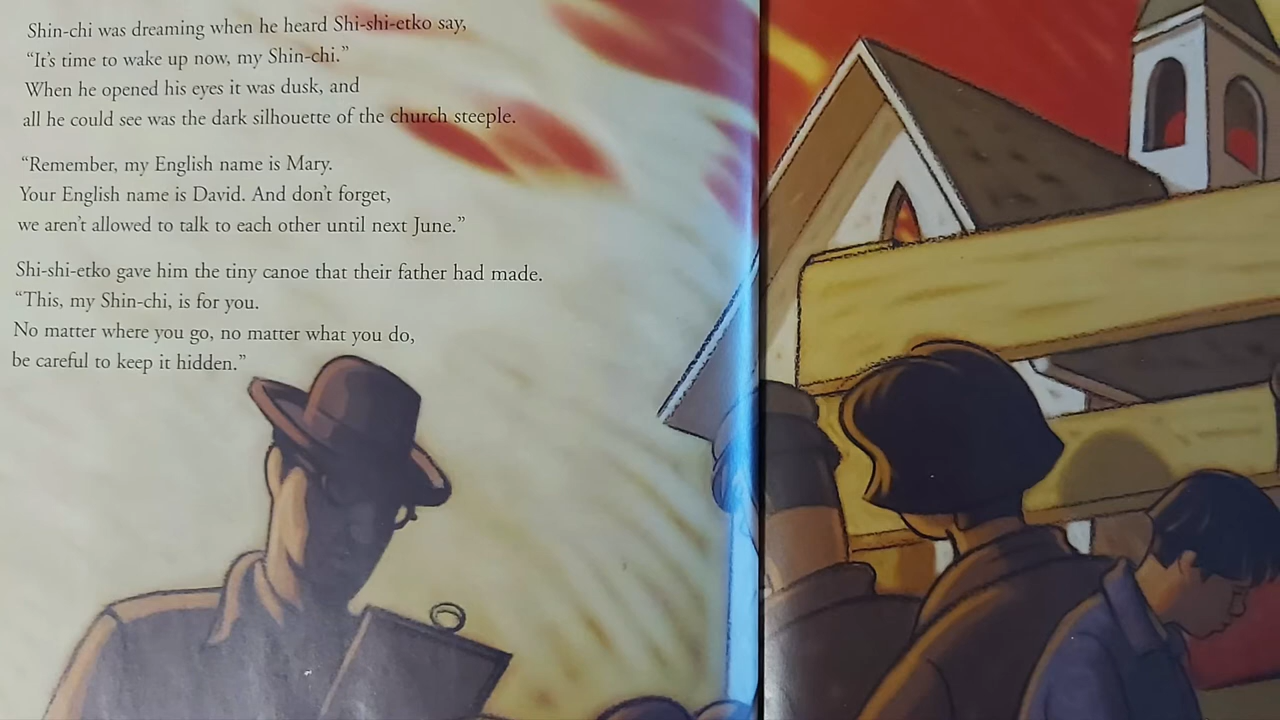 Shin-chi was dreaming when he heard Shi-shi-etko say,
“It’s time to wake up now, my Shin-chi.”
When he opened his eyes it was dusk, and
all he could see was the dark silhouette of the church steeple.
“Remember, my English name is Mary.
Your English name is David. And don’t forget,
we aren’t allowed to talk to each other until next June.”
Shi-shi-etko gave him the tiny canoe that their father had made.
“This, my Shin-chi, is for you.
No matter where you go, no matter what you do,
be careful to keep it hidden.”